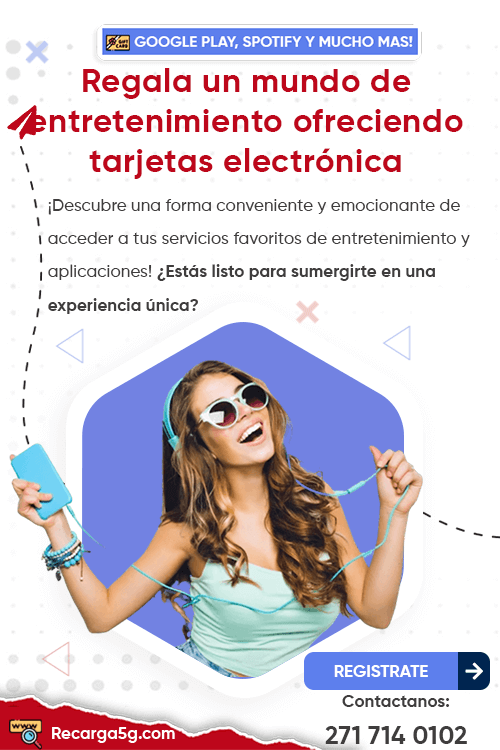 GIFT CARD
GOOGLE PLAY, SPOTIFY Y MUCHO MAS!
Regala un mundo de
entretenimiento ofreciendo
tarjetas electrónica
¡Descubre una forma conveniente y emocionante de
acceder a tus servicios favoritos de entretenimiento y
aplicaciones! ¿Estás listo para sumergirte en una
experiencia única?
REGISTRATE
Contactanos:
www
Recarga5g.com
271 714 0102